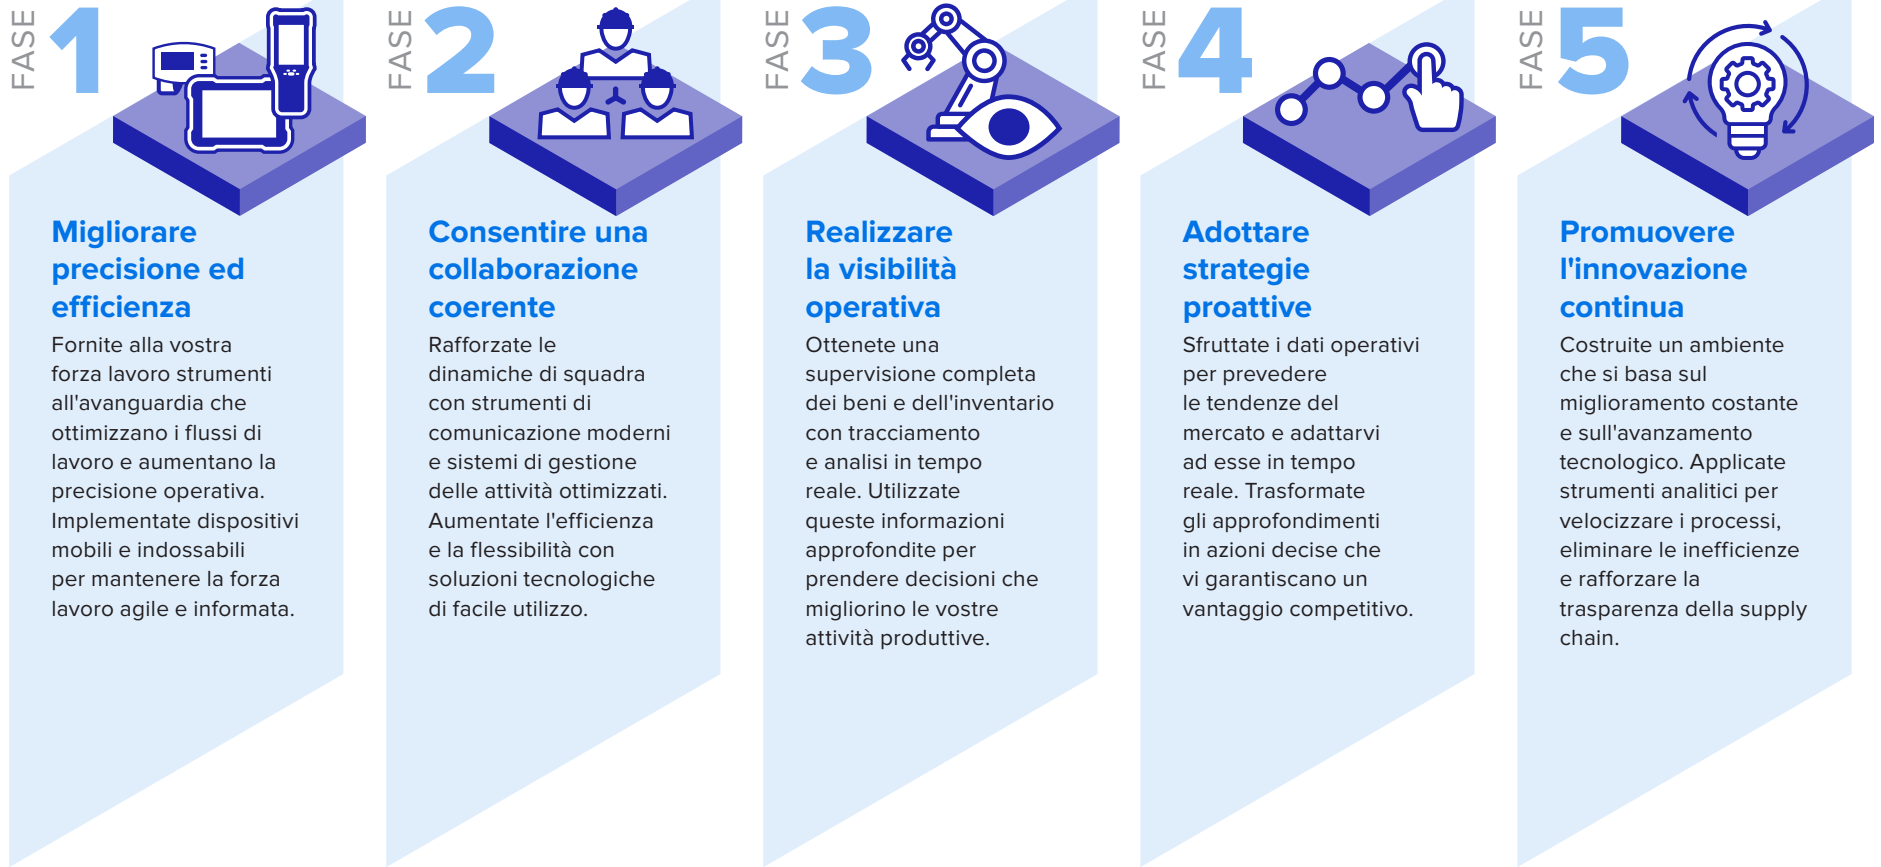 FASE 1
Migliorare
precisione ed
efficienza
Fornite alla vostra
forza lavoro strumenti
all'avanguardia che
ottimizzano i flussi di
lavoro e aumentano la
precisione operativa.
Implementate dispositivi
mobili e indossabili
per mantenere la forza
lavoro agile e informata.
FASE 2
Consentire una
collaborazione
coerente
Rafforzate le
dinamiche di squadra
con strumenti di
comunicazione moderni
e sistemi di gestione
delle attività ottimizzati.
Aumentate l'efficienza
e la flessibilità con
soluzioni tecnologiche
di facile utilizzo.
FASE 3
Realizzare
la visibilità
operativa
Ottenete una
supervisione completa
dei beni e dell'inventario
con tracciamento
e analisi in tempo
reale. Utilizzate
queste informazioni
approfondite per
prendere decisioni che
migliorino le vostre
attività produttive.
FASE 4
Adottare
strategie
proattive
Sfruttate i dati operativi
per prevedere
le tendenze del
mercato e adattarvi
ad esse in tempo
reale. Trasformate
gli approfondimenti
in azioni decise che
vi garantiscano un
vantaggio competitivo.
FASE 5
Promuovere
l'innovazione
continua
Costruite un ambiente
che si basa sul
miglioramento costante
e sull'avanzamento
tecnologico. Applicate
strumenti analitici per
velocizzare i processi,
eliminare le inefficienze
e rafforzare la
trasparenza della supply
chain.